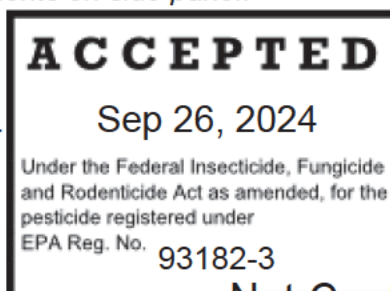 ACCEPTED
Sep 26, 2024
Under the Federal Insecticide, Fungicide
and Rodenticide Act as amended, for the
pesticide registered under
EPA Reg. No. 93182-3